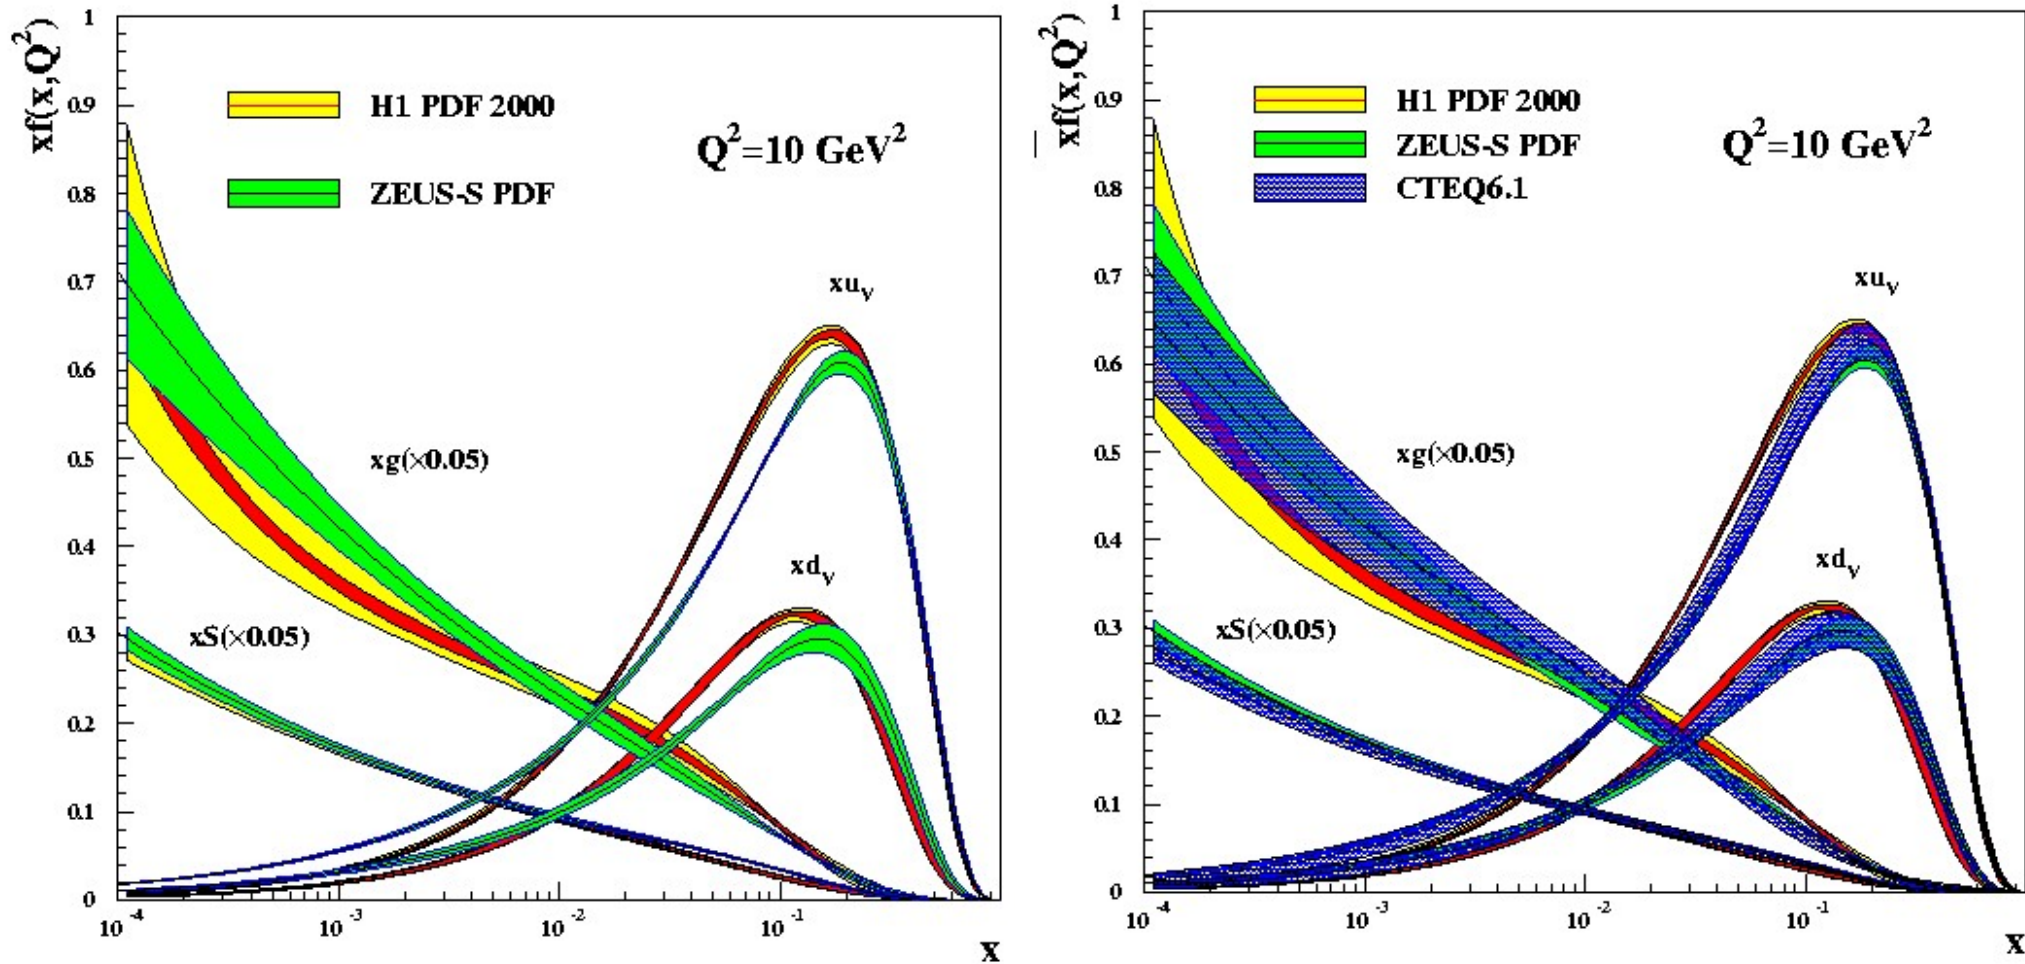 xf(x,Q²)
1
0.9
0.8
0.7
0.6
0.5
0.4
0.3
0.2
0.1
0
H1 PDF 2000
ZEUS-S PDF
Q²=10 GeV²
xuᵥ
xg(×0.05)
xdᵥ
xS(×0.05)
10⁻⁴
10⁻³
10⁻²
10⁻¹
x
xf(x,Q²)
1
0.9
0.8
0.7
0.6
0.5
0.4
0.3
0.2
0.1
0
H1 PDF 2000
ZEUS-S PDF
CTEQ6.1
Q²=10 GeV²
xuᵥ
xg(×0.05)
xdᵥ
xS(×0.05)
10⁻⁴
10⁻³
10⁻²
10⁻¹
x